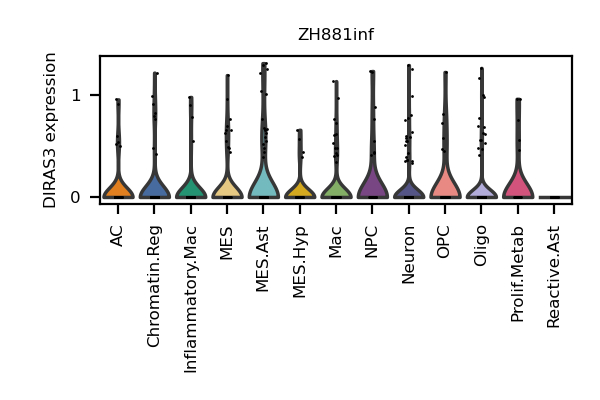 ZH881inf
DIRAS3 expression
1
0
AC
Chromatin.Reg
Inflammatory.Mac
MES
MES.Ast
MES.Hyp
Mac
NPC
Neuron
OPC
Oligo
Prolif.Metab
Reactive.Ast